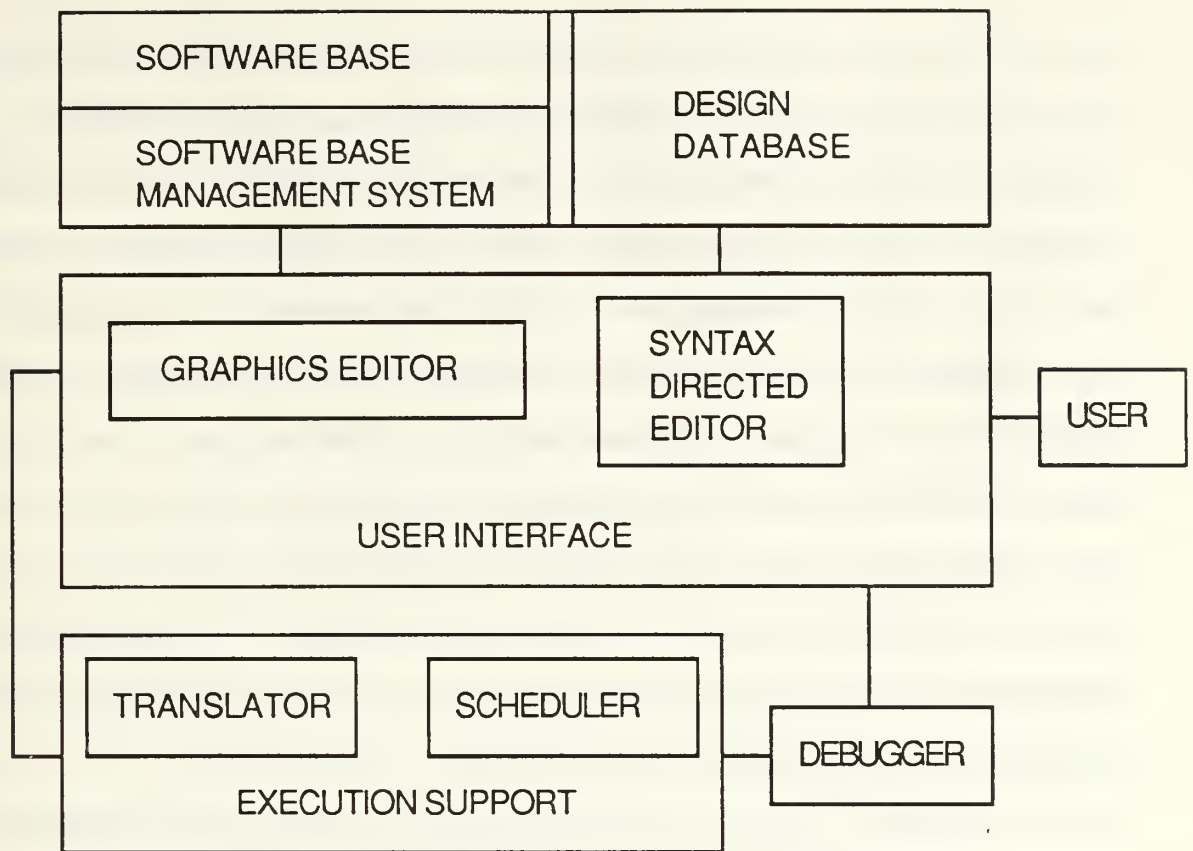 SOFTWARE BASE
SOFTWARE BASE
MANAGEMENT SYSTEM
DESIGN
DATABASE
GRAPHICS EDITOR
SYNTAX
DIRECTED
EDITOR
USER
USER INTERFACE
TRANSLATOR
SCHEDULER
DEBUGGER
EXECUTION SUPPORT